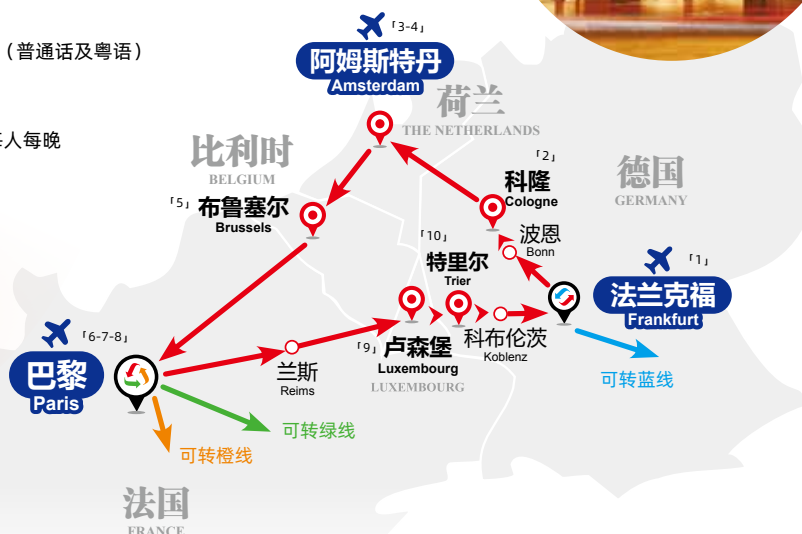 （普通话及粤语）
人每晚
「3-4」
阿姆斯特丹
Amsterdam
荷兰
THE NETHERLANDS
比利时
BELGIUM
「2」
科隆
Cologne
德国
GERMANY
「5」
布鲁塞尔
Brussels
波恩
Bonn
「10」
特里尔
Trier
「1」
法兰克福
Frankfurt
「6-7-8」
巴黎
Paris
兰斯
Reims
「9」
卢森堡
Luxembourg
LUXEMBOURG
科布伦茨
Koblenz
可转蓝线
可转绿线
可转橙线
法国
FRANCE